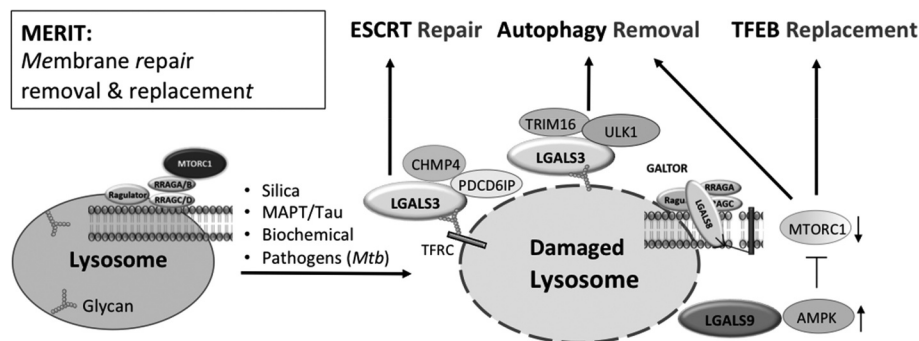 MERIT:
Membrane repair
removal & replacement
ESCRT Repair
Autophagy Removal
TFEB Replacement
MTORC1
RRAGA/B
Ragulator
RRAGC/D
Lysosome
Glycan
• Silica
• MAPT/Tau
• Biochemical
• Pathogens (Mtb)
CHMP4
PDCD6IP
LGALS3
TFRC
TRIM16
ULK1
LGALS3
Damaged
Lysosome
GALTOR
RRAGA
Ragu
AGC
LGALS8
MTORC1
LGALS9
AMPK